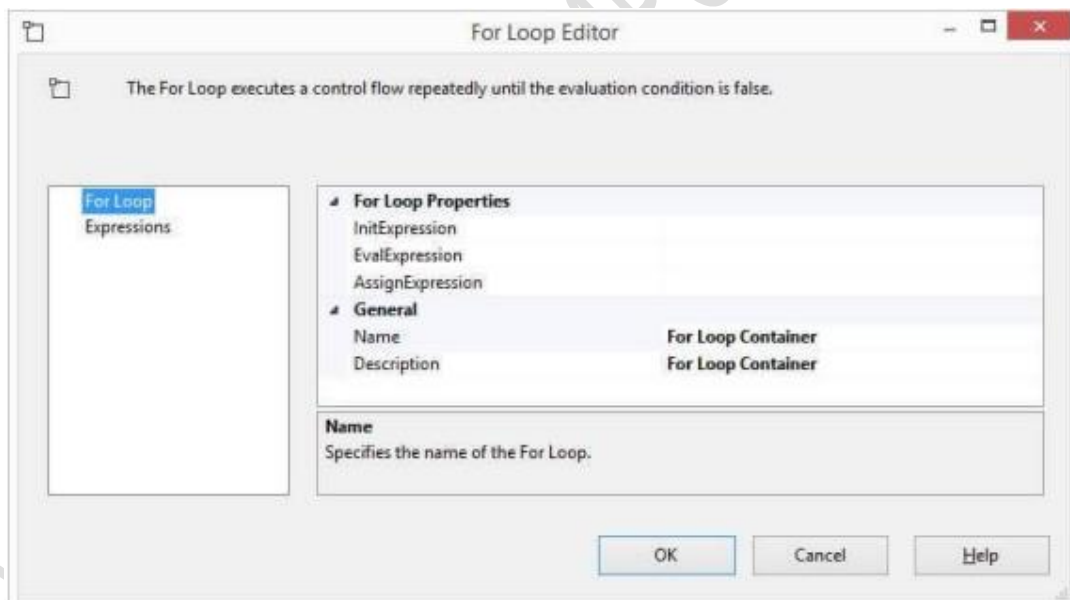 For Loop Editor
The For Loop executes a control flow repeatedly until the evaluation condition is false.
For Loop
Expressions
For Loop Properties
InitExpression
EvalExpression
AssignExpression
General
Name For Loop Container
Description For Loop Container
Name
Specifies the name of the For Loop.
OK Cancel Help